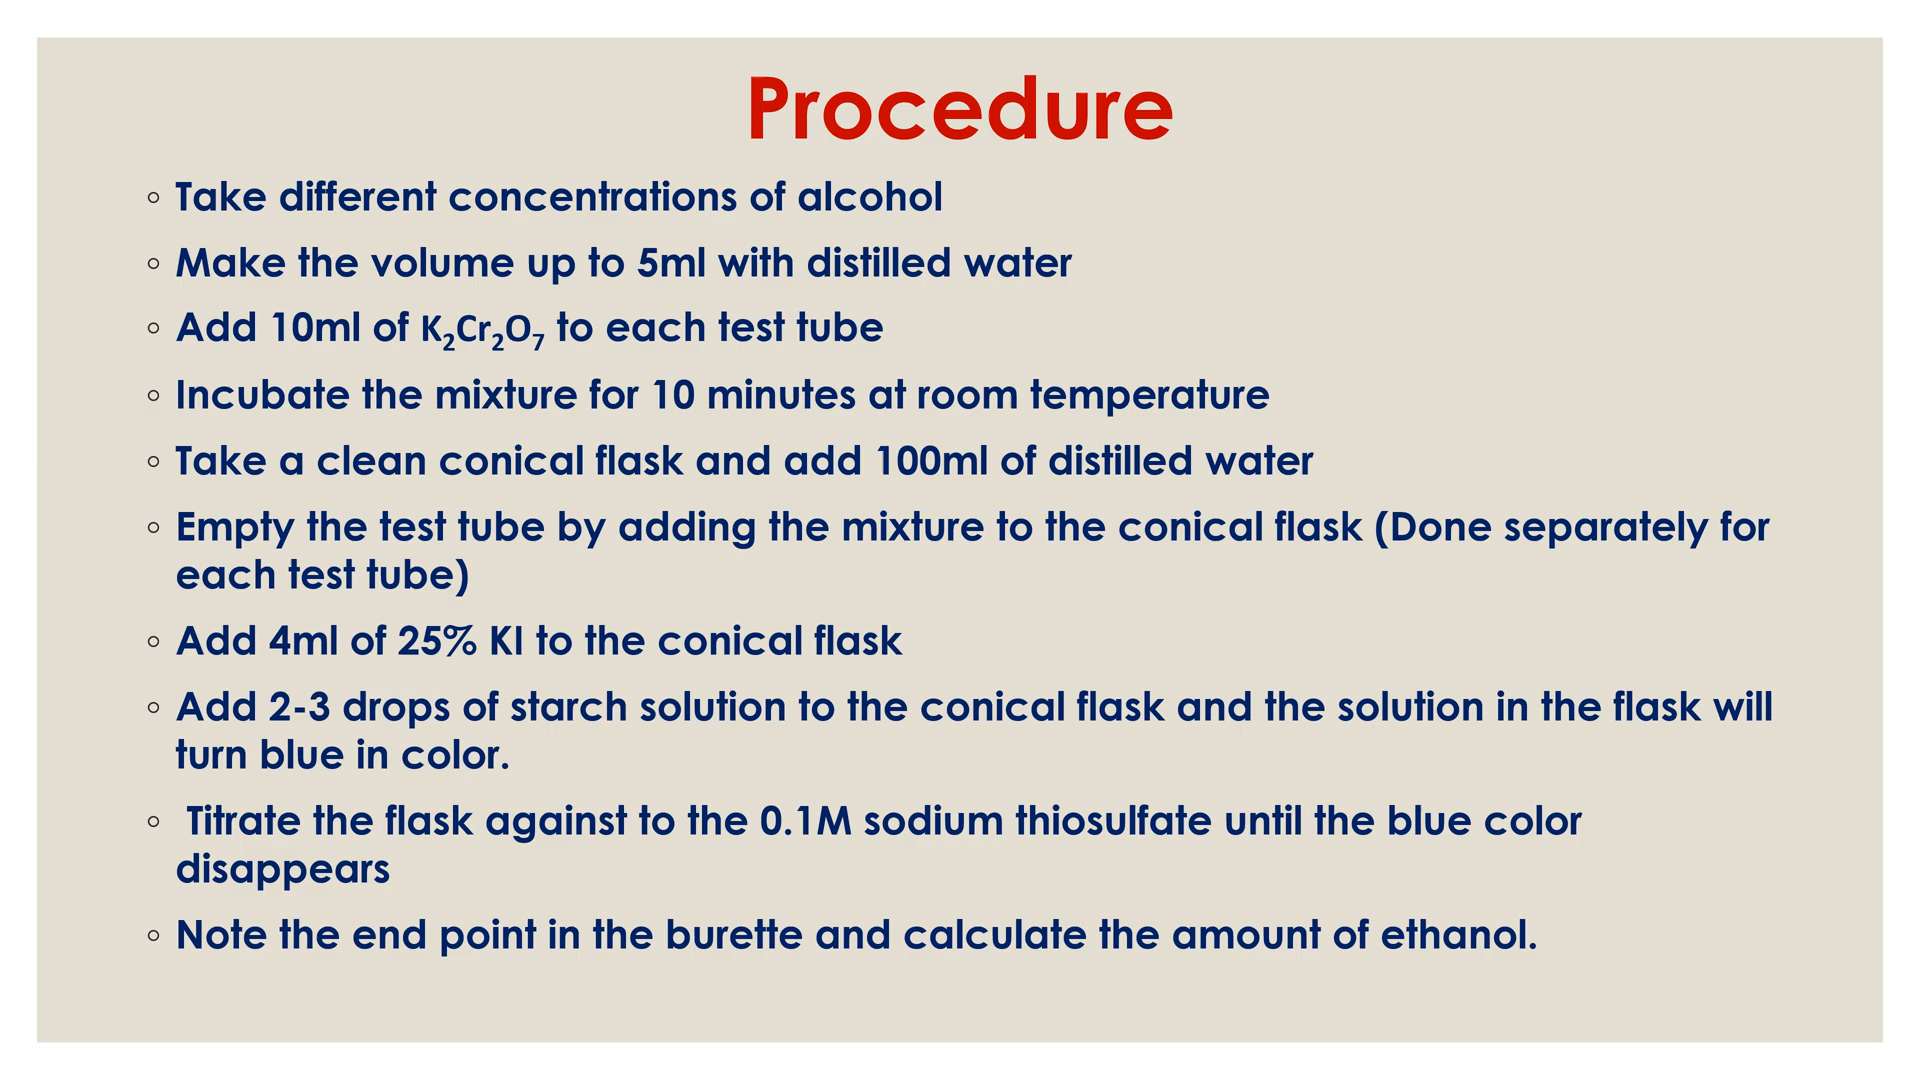 Procedure
◦ Take different concentrations of alcohol
◦ Make the volume up to 5ml with distilled water
◦ Add 10ml of K₂Cr₂O₇ to each test tube
◦ Incubate the mixture for 10 minutes at room temperature
◦ Take a clean conical flask and add 100ml of distilled water
◦ Empty the test tube by adding the mixture to the conical flask (Done separately for
each test tube)
◦ Add 4ml of 25% KI to the conical flask
◦ Add 2-3 drops of starch solution to the conical flask and the solution in the flask will
turn blue in color.
◦ Titrate the flask against to the 0.1M sodium thiosulfate until the blue color
disappears
◦ Note the end point in the burette and calculate the amount of ethanol.